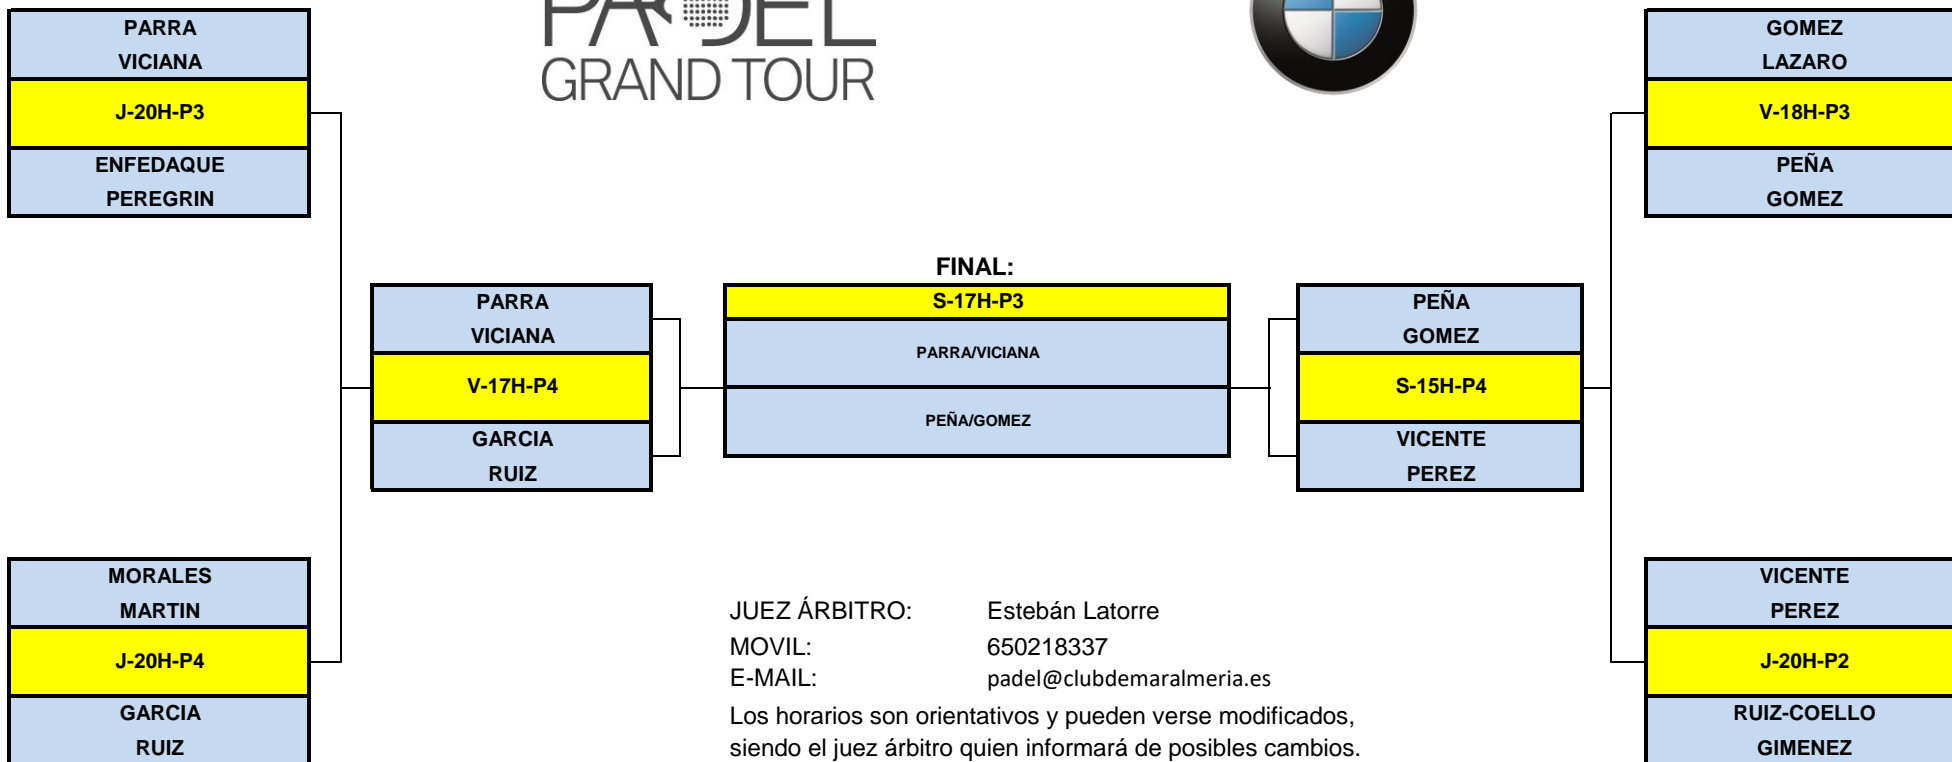 PADEL
GRAND TOUR
PARRA
VICIANA
J-20H-P3
ENFEDAQUE
PEREGRIN
GOMEZ
LAZARO
V-18H-P3
PEÑA
GOMEZ
FINAL:
PARRA
VICIANA
V-17H-P4
GARCIA
RUIZ
S-17H-P3
PARRA/VICIANA
PEÑA/GOMEZ
PEÑA
GOMEZ
S-15H-P4
VICENTE
PEREZ
MORALES
MARTIN
J-20H-P4
GARCIA
RUIZ
JUEZ ÁRBITRO: Estebán Latorre
MOVIL: 650218337
E-MAIL: padel@clubdemaralmeria.es
Los horarios son orientativos y pueden verse modificados,
siendo el juez árbitro quien informará de posibles cambios.
VICENTE
PEREZ
J-20H-P2
RUIZ-COELLO
GIMENEZ